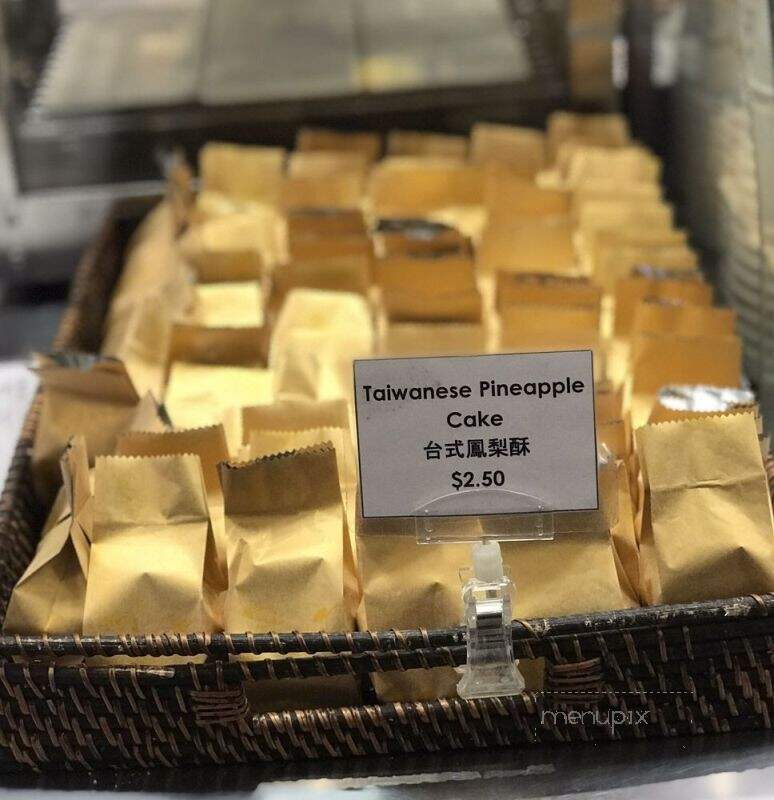 Taiwanese Pineapple
Cake
台式鳳梨酥
$2.50
menupix